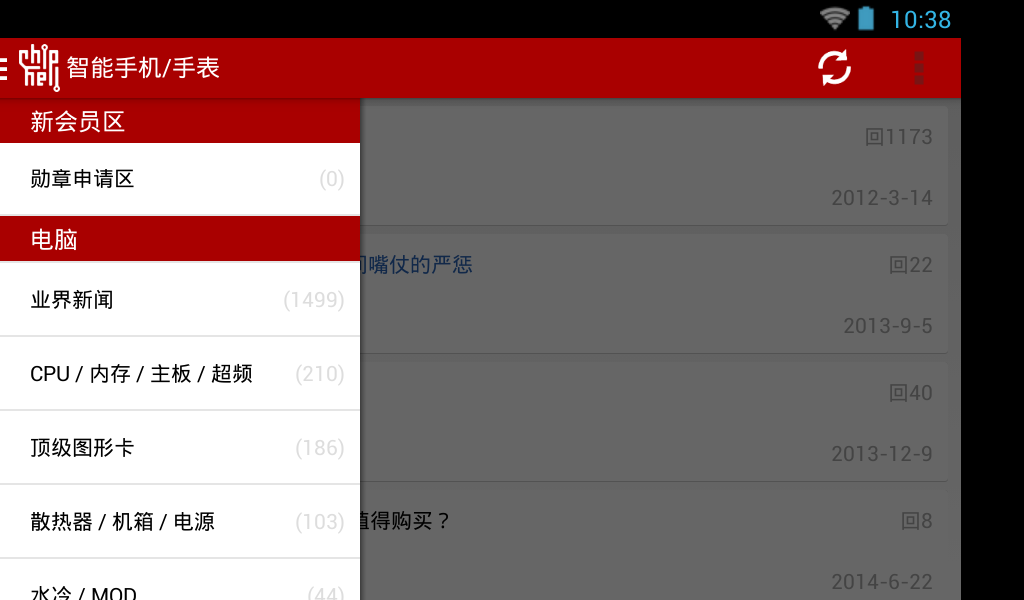 10:38
chip hell
智能手机/手表
新会员区
勋章申请区 (0)
电脑
业界新闻 (1499)
CPU / 内存 / 主板 / 超频 (210)
顶级图形卡 (186)
散热器 / 机箱 / 电源 (103)
水冷 / MOD (44)
回1173
2012-3-14
嘴仗的严惩 回22
2013-9-5
回40
2013-12-9
值得购买？ 回8
2014-6-22